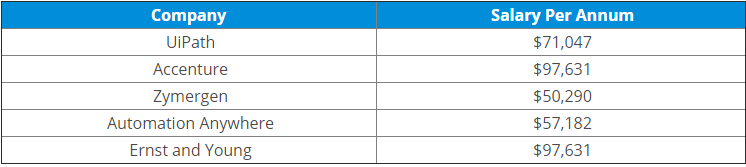 Company Salary Per Annum
UiPath $71,047
Accenture $97,631
Zymergen $50,290
Automation Anywhere $57,182
Ernst and Young $97,631